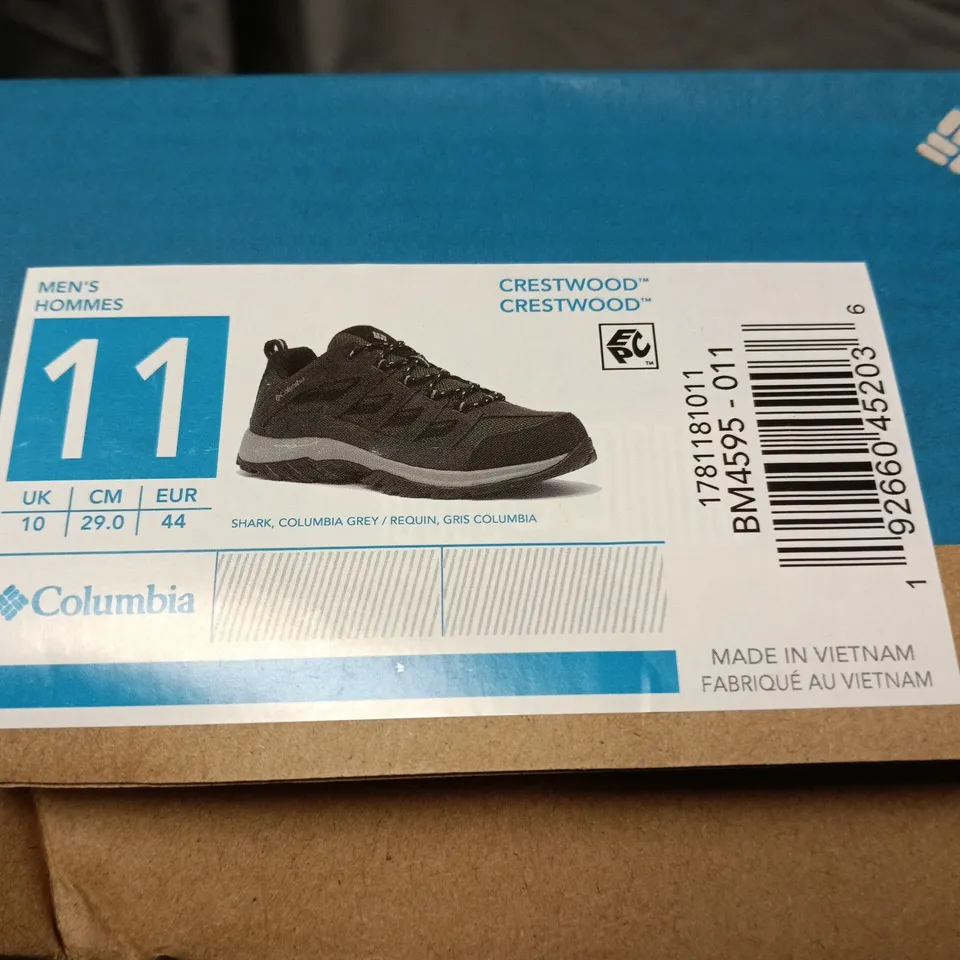 MEN'S
HOMMES
11
UK CM EUR
10 29.0 44
CRESTWOOD™
CRESTWOOD™
EPC™
SHARK, COLUMBIA GREY / REQUIN, GRIS COLUMBIA
Columbia
1781181011
BM4595 - 011
1 92660 45203 6
MADE IN VIETNAM
FABRIQUÉ AU VIETNAM